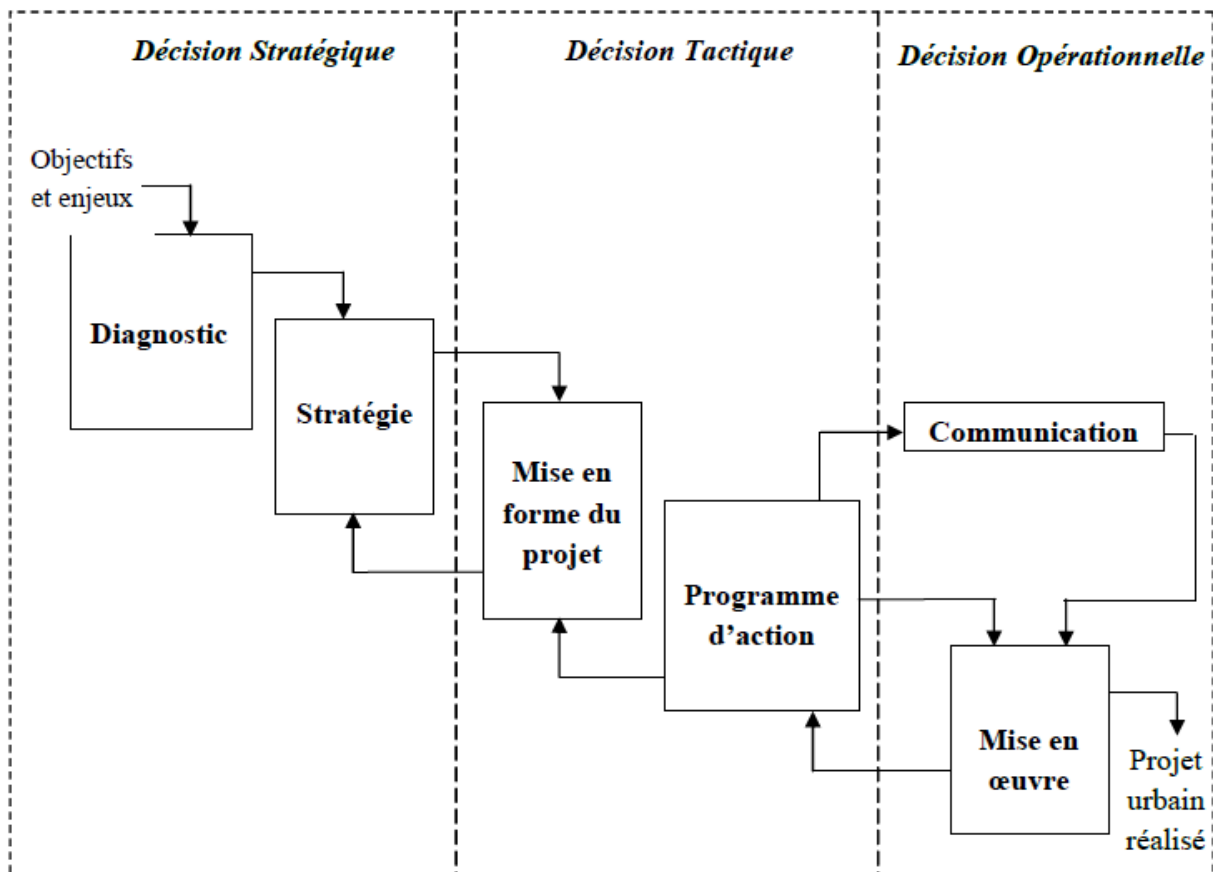 Décision Stratégique
Décision Tactique
Décision Opérationnelle
Objectifs
et enjeux
Diagnostic
Stratégie
Mise en
forme du
projet
Communication
Programme
d’action
Mise en
œuvre
Projet
urbain
réalisé